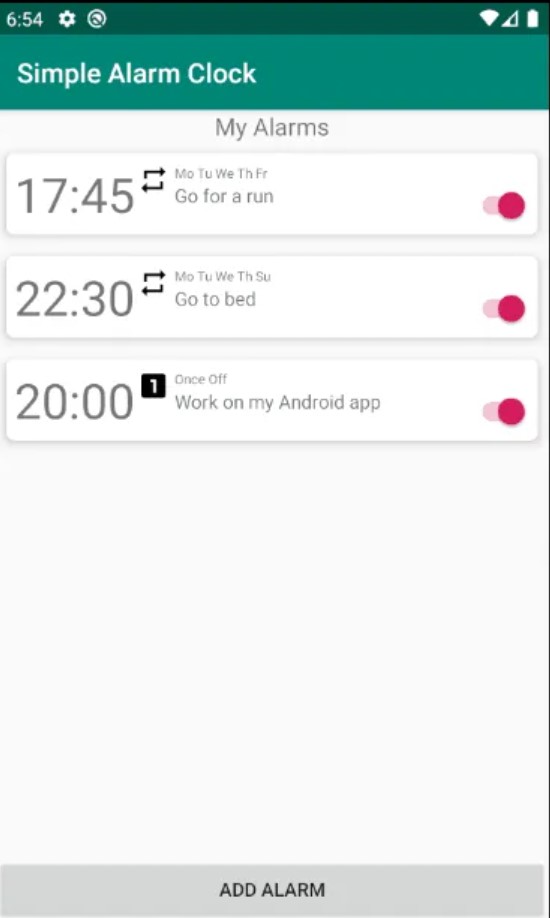 6:54
Simple Alarm Clock
My Alarms
17:45
Mo Tu We Th Fr
Go for a run
22:30
Mo Tu We Th Su
Go to bed
20:00
1
Once Off
Work on my Android app
ADD ALARM